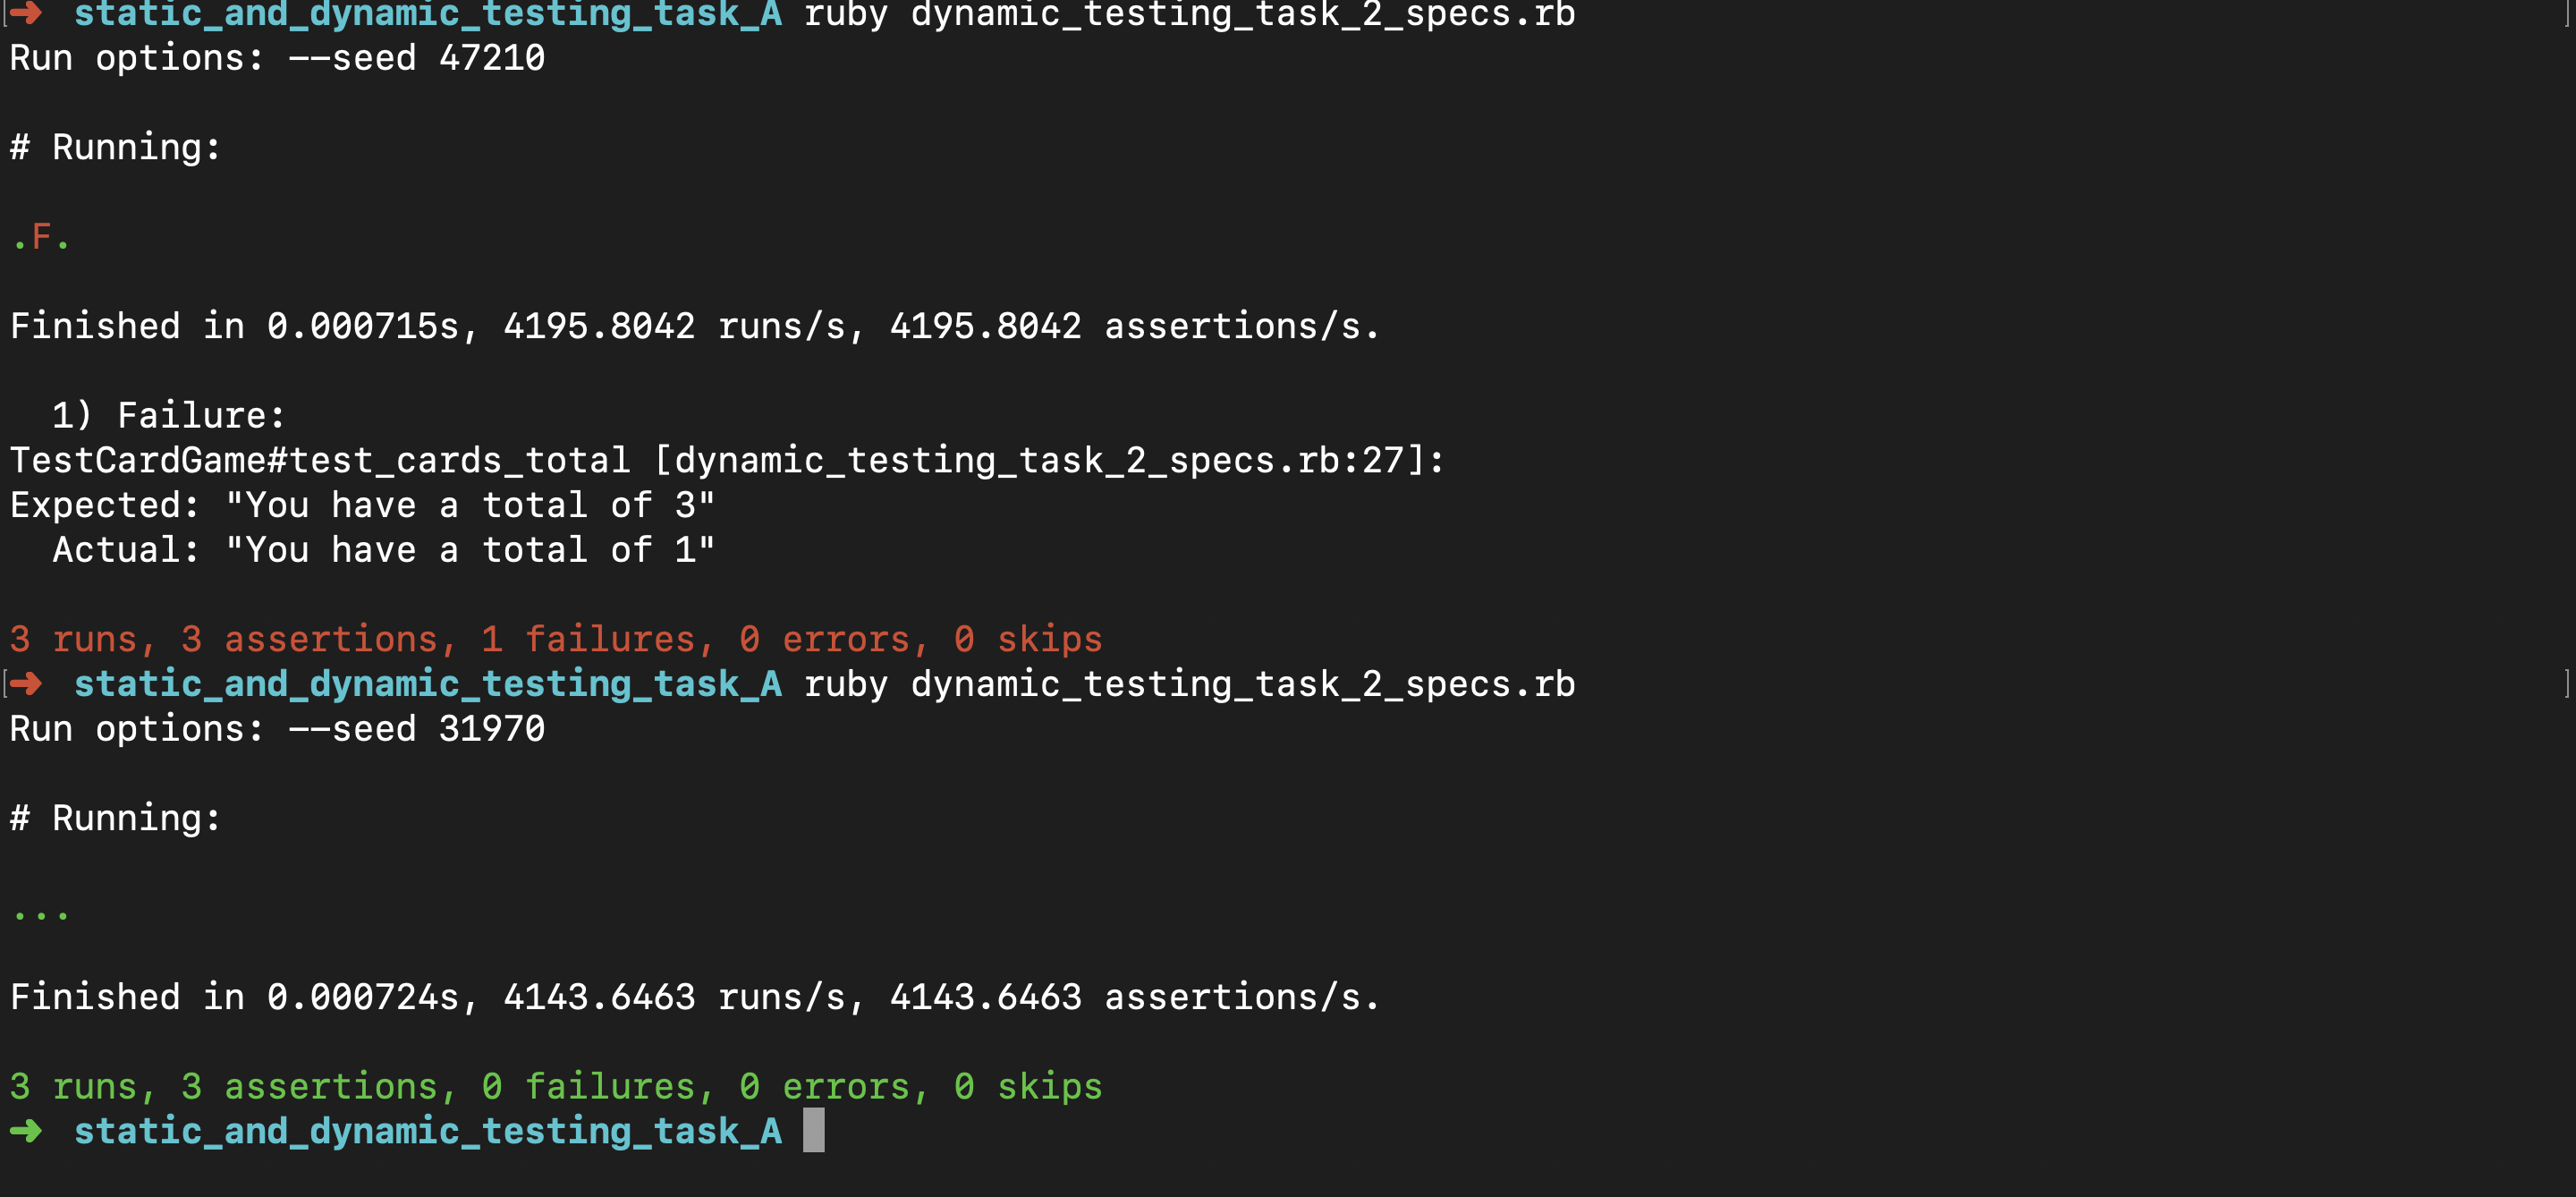 [➜  static_and_dynamic_testing_task_A ruby dynamic_testing_task_2_specs.rb ]
Run options: --seed 47210

# Running:

.F.

Finished in 0.000715s, 4195.8042 runs/s, 4195.8042 assertions/s.

  1) Failure:
TestCardGame#test_cards_total [dynamic_testing_task_2_specs.rb:27]:
Expected: "You have a total of 3"
  Actual: "You have a total of 1"

3 runs, 3 assertions, 1 failures, 0 errors, 0 skips
[➜  static_and_dynamic_testing_task_A ruby dynamic_testing_task_2_specs.rb ]
Run options: --seed 31970

# Running:

...

Finished in 0.000724s, 4143.6463 runs/s, 4143.6463 assertions/s.

3 runs, 3 assertions, 0 failures, 0 errors, 0 skips
➜  static_and_dynamic_testing_task_A